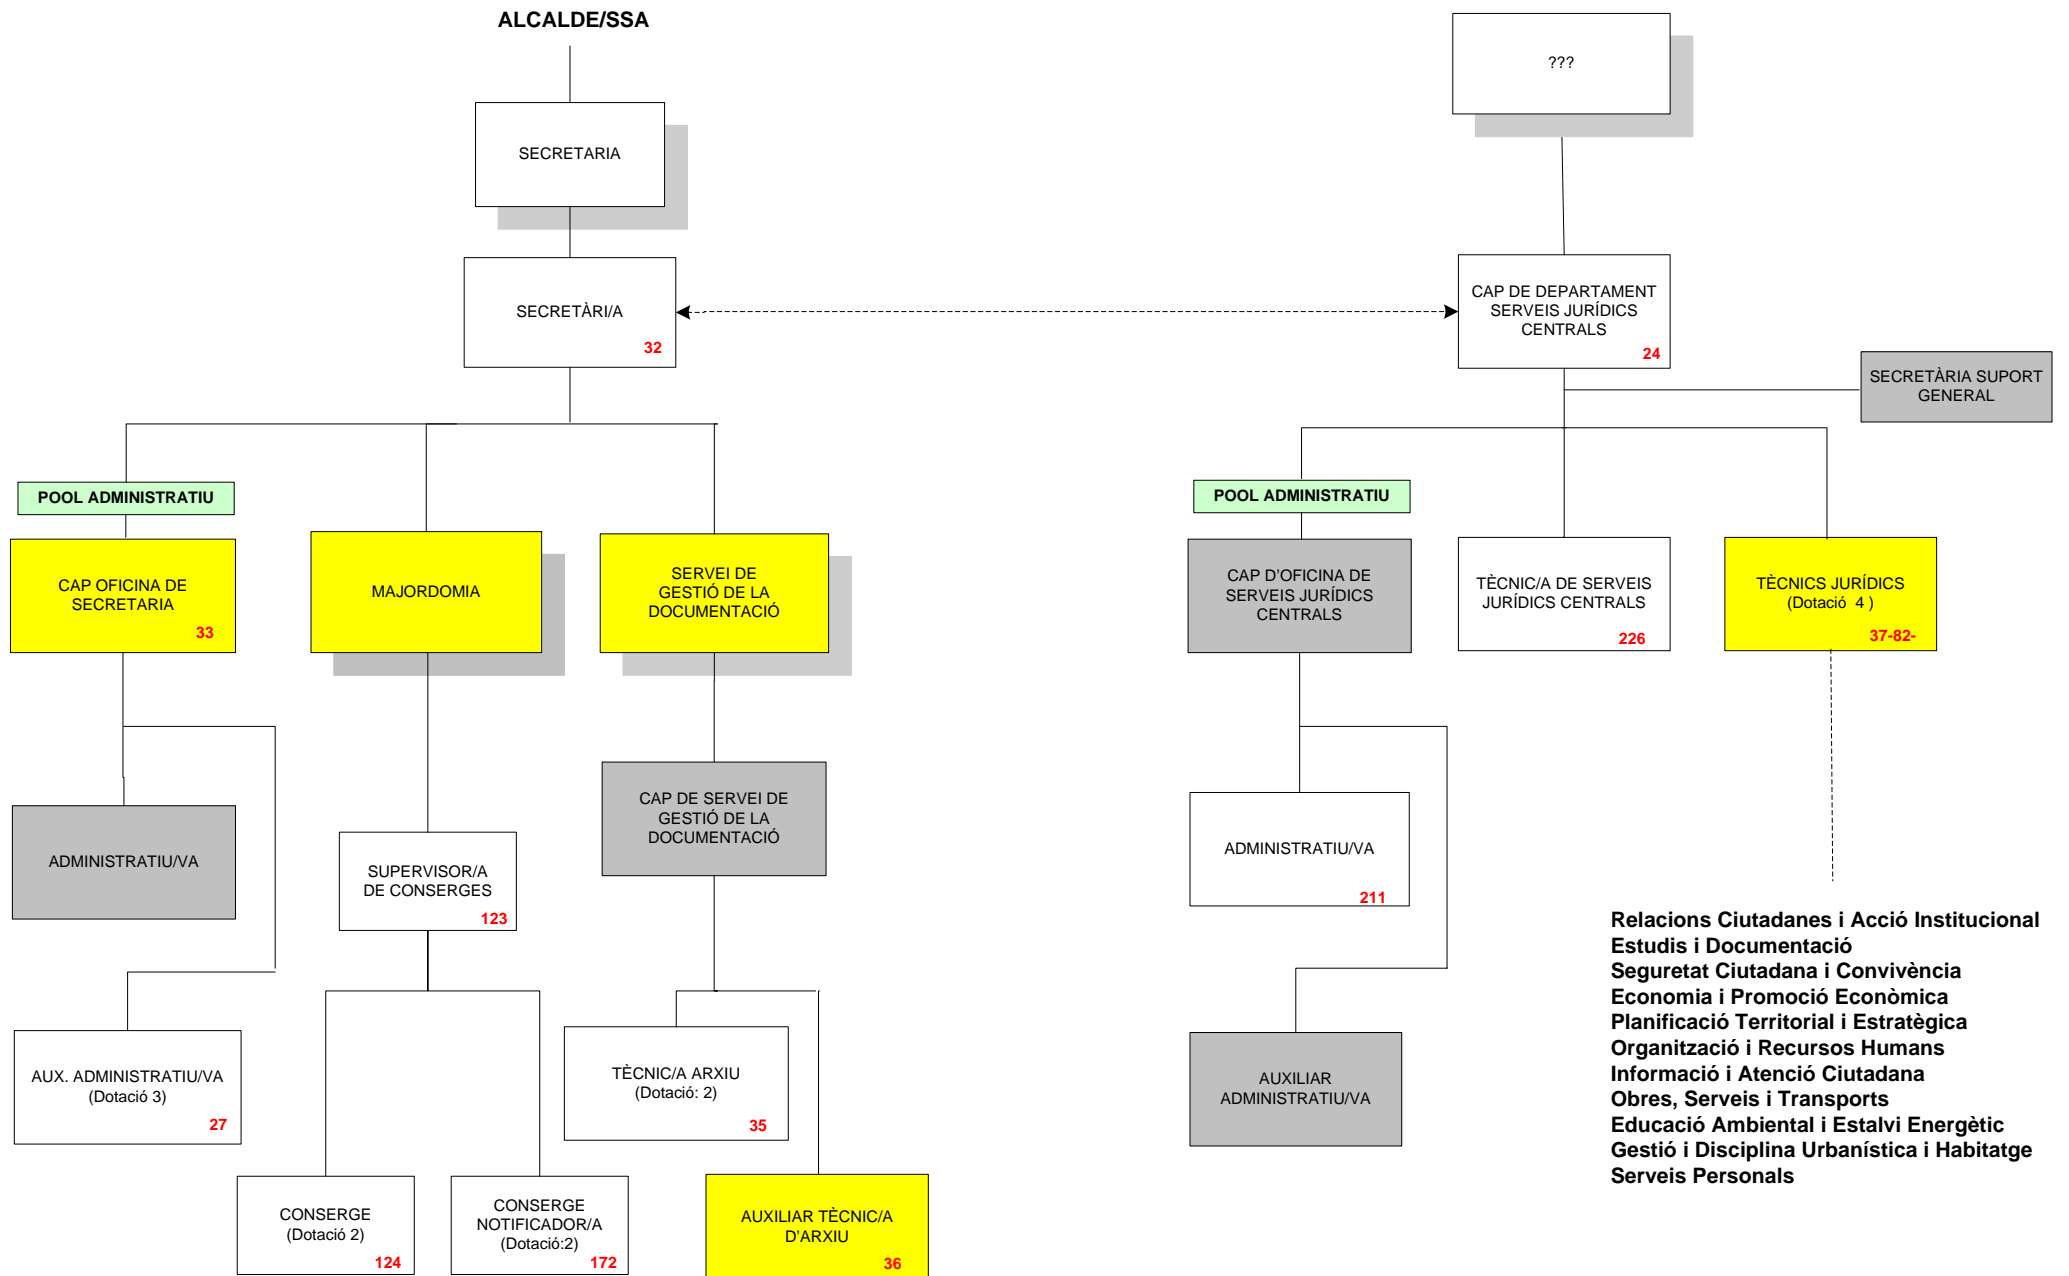 ALCALDE/SSA
???
SECRETARIA
SECRETÀRI/A
32
CAP DE DEPARTAMENT
SERVEIS JURÍDICS
CENTRALS
24
SECRETÀRIA SUPORT
GENERAL
POOL ADMINISTRATIU
POOL ADMINISTRATIU
CAP OFICINA DE
SECRETARIA
33
MAJORDOMIA
SERVEI DE
GESTIÓ DE LA
DOCUMENTACIÓ
CAP D'OFICINA DE
SERVEIS JURÍDICS
CENTRALS
TÈCNIC/A DE SERVEIS
JURÍDICS CENTRALS
226
TÈCNICS JURÍDICS
(Dotació 4 )
37-82-
ADMINISTRATIU/VA
SUPERVISOR/A
DE CONSERGES
123
CAP DE SERVEI DE
GESTIÓ DE LA
DOCUMENTACIÓ
ADMINISTRATIU/VA
211
AUX. ADMINISTRATIU/VA
(Dotació 3)
27
TÈCNIC/A ARXIU
(Dotació: 2)
35
AUXILIAR
ADMINISTRATIU/VA
Relacions Ciutadanes i Acció Institucional
Estudis i Documentació
Seguretat Ciutadana i Convivència
Economia i Promoció Econòmica
Planificació Territorial i Estratègica
Organització i Recursos Humans
Informació i Atenció Ciutadana
Obres, Serveis i Transports
Educació Ambiental i Estalvi Energètic
Gestió i Disciplina Urbanística i Habitatge
Serveis Personals
CONSERGE
(Dotació 2)
124
CONSERGE
NOTIFICADOR/A
(Dotació:2)
172
AUXILIAR TÈCNIC/A
D'ARXIU
36